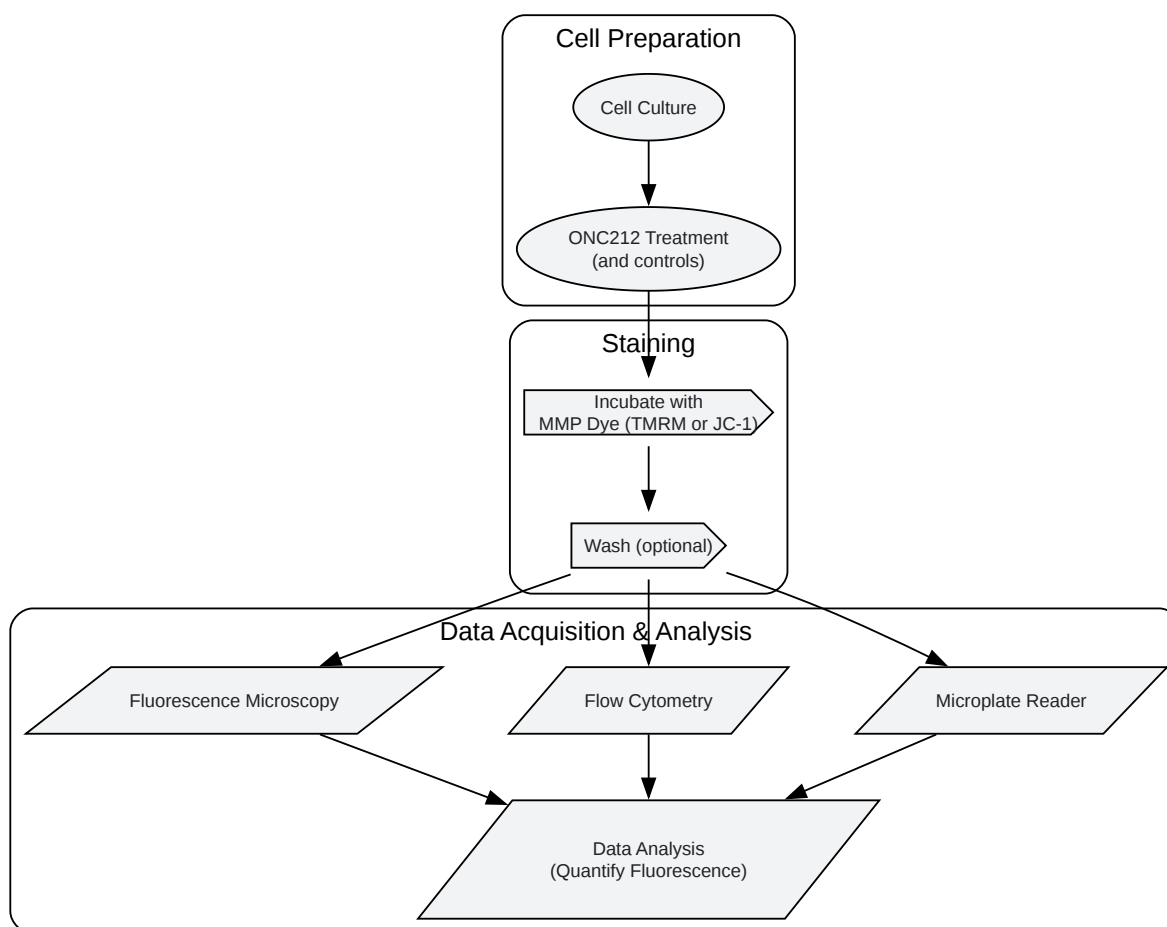 Cell Preparation
Cell Culture
ONC212 Treatment
(and controls)
Staining
Incubate with
MMP Dye (TMRM or JC-1)
Wash (optional)
Data Acquisition & Analysis
Fluorescence Microscopy
Flow Cytometry
Microplate Reader
Data Analysis
(Quantify Fluorescence)